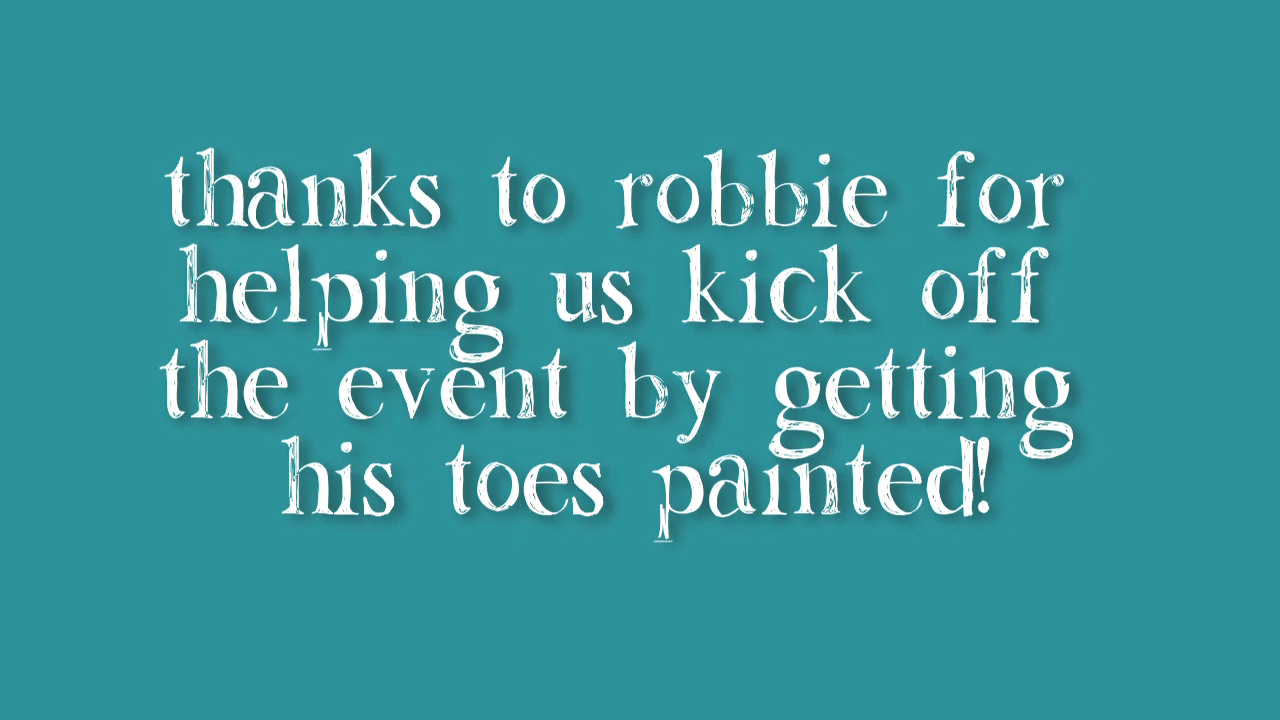 thanks to robbie for
helping us kick off
the event by getting
his toes painted!